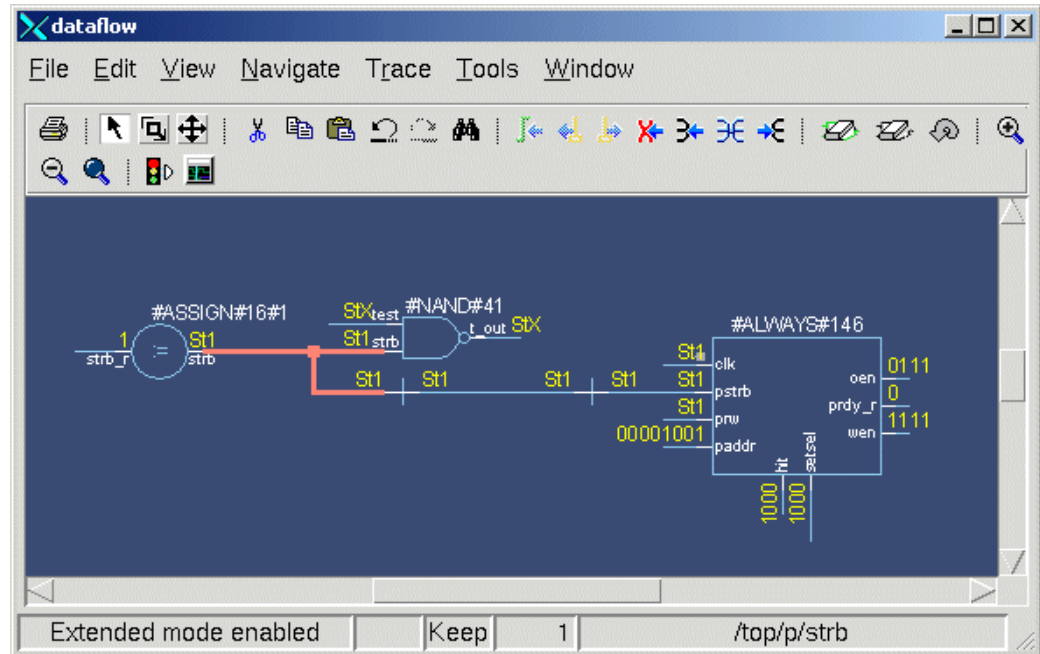 dataflow
File Edit View Navigate Trace Tools Window
#ASSIGN#16#1
1
strb_r
:=
St1
strb
StX
test
#NAND#41
St1
strb
t_out
StX
St1
St1
St1
St1
#ALWAYS#146
St1
clk
St1
pstrb
St1
prw
00001001
paddr
oen
0111
prdy_r
0
wen
1111
hit
setsel
1000
1000
Extended mode enabled
Keep
1
/top/p/strb